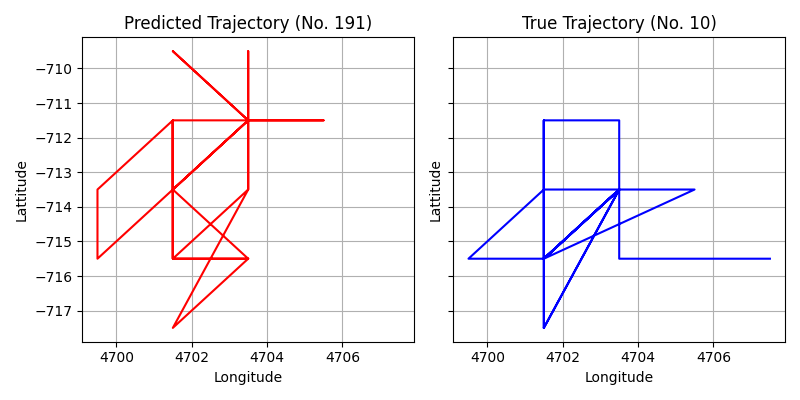 Predicted Trajectory (No. 191)
True Trajectory (No. 10)
Lattitude
−710
−711
−712
−713
−714
−715
−716
−717
4700
4702
4704
4706
Longitude
Lattitude
4700
4702
4704
4706
Longitude